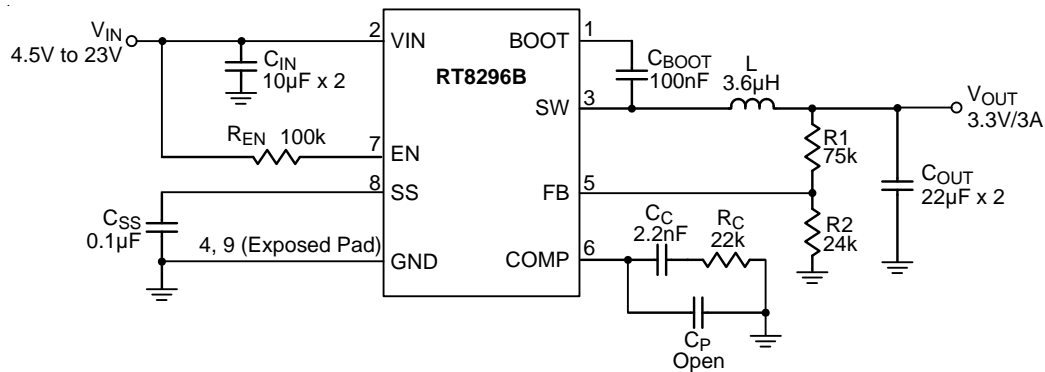 VIN
4.5V to 23V
CIN
10µF x 2
REN 100k
CSS
0.1µF
4, 9 (Exposed Pad)
2
7
8
VIN
EN
SS
GND
RT8296B
BOOT
SW
FB
COMP
1
3
5
6
CBOOT
100nF
L
3.6µH
VOUT
3.3V/3A
R1
75k
COUT
22µF x 2
R2
24k
CC
2.2nF
RC
22k
CP
Open